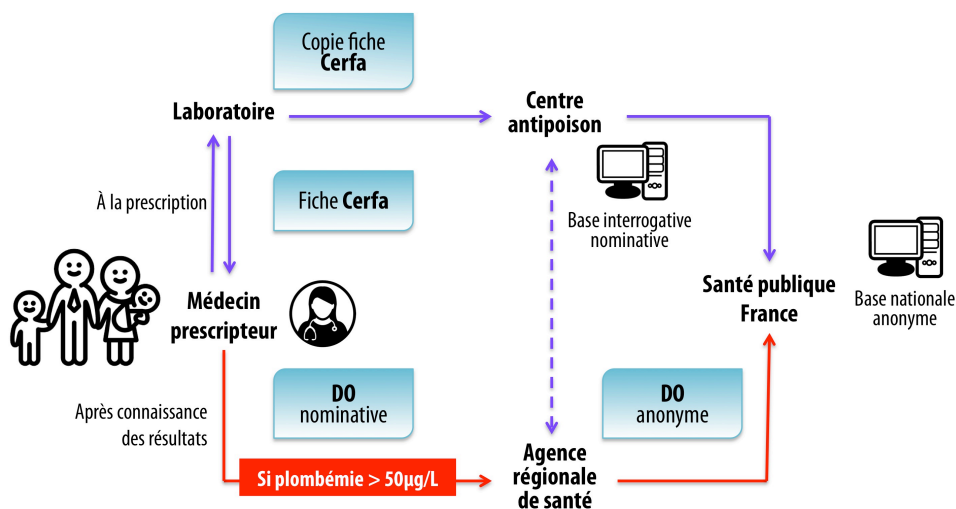 Copie fiche
Cerfa
Laboratoire
Centre
antipoison
À la prescription
Fiche Cerfa
Base interrogative
nominative
Médecin
prescripteur
Santé publique
France
Base nationale
anonyme
Après connaissance
des résultats
DO
nominative
DO
anonyme
Si plombémie > 50µg/L
Agence
régionale
de santé